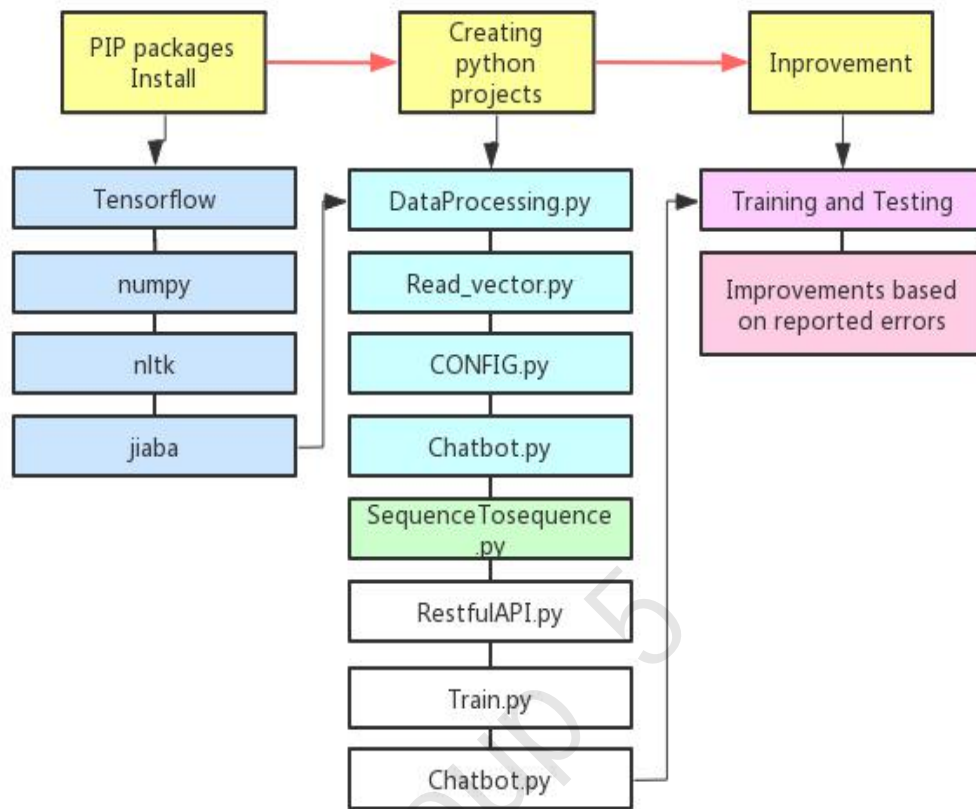 PIP packages
Install
Creating
python
projects
Inprovement
Tensorflow
numpy
nltk
jiaba
DataProcessing.py
Read_vector.py
CONFIG.py
Chatbot.py
SequenceTosequence
.py
RestfulAPI.py
Train.py
Chatbot.py
Training and Testing
Improvements based
on reported errors
5